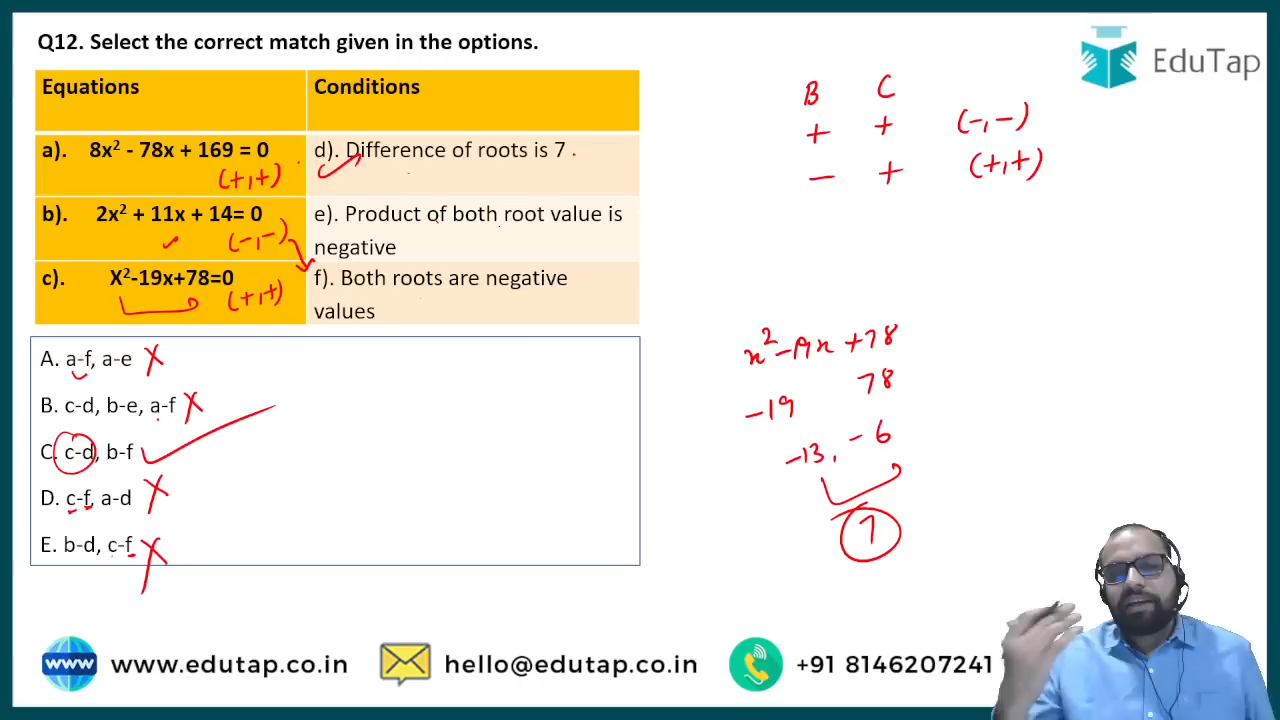 Q12. Select the correct match given in the options.
EduTap
Equations Conditions
a). 8x² - 78x + 169 = 0 d). Difference of roots is 7
(+,+)
b). 2x² + 11x + 14= 0 e). Product of both root value is
negative
(-,-)
c). X²-19x+78=0 f). Both roots are negative
values
(+,+)
A. a-f, a-e X
B. c-d, b-e, a-f X
C. c-d, b-f
D. c-f, a-d X
E. b-d, c-f X
B C
+ + (-,-)
- + (+,+)
x² -19x +78
-19 78
-13, -6
7
www www.edutap.co.in hello@edutap.co.in +91 8146207241